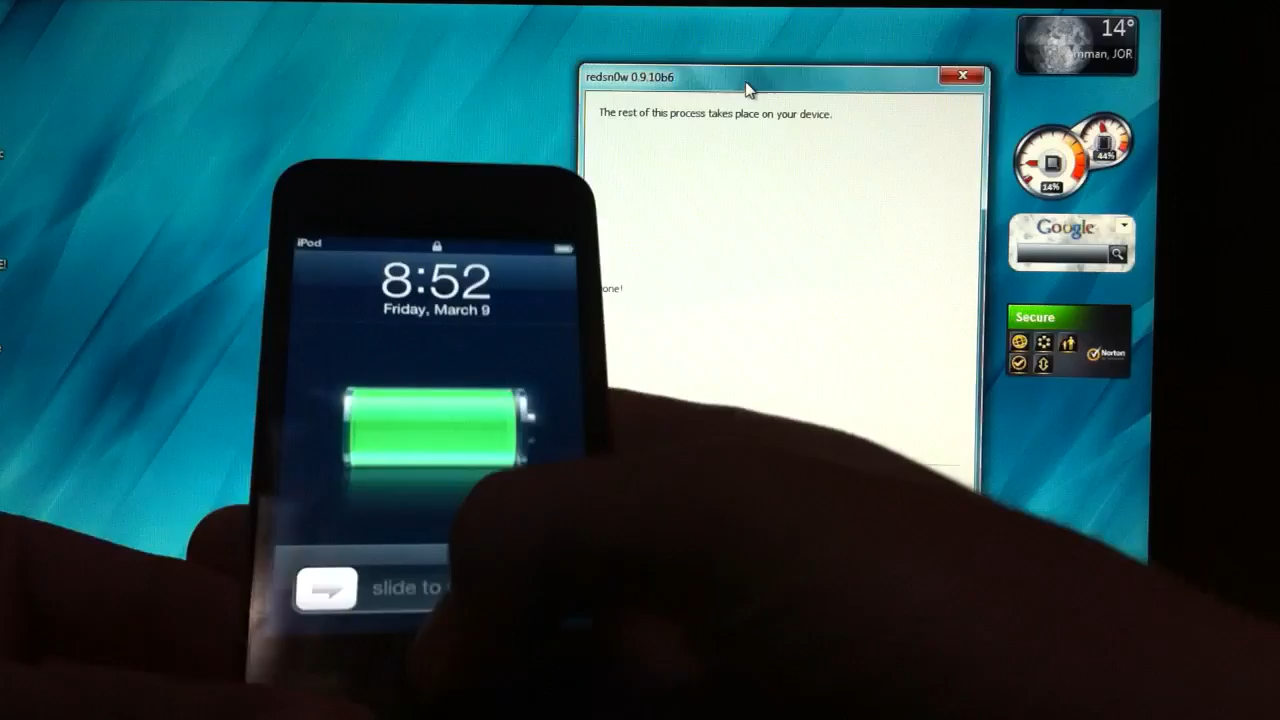 14°
mman, JOR
redsn0w 0.9.10b6
The rest of this process takes place on your device.
44%
14%
Google
iPod
8:52
Friday, March 9
one!
Secure
Norton
slide to